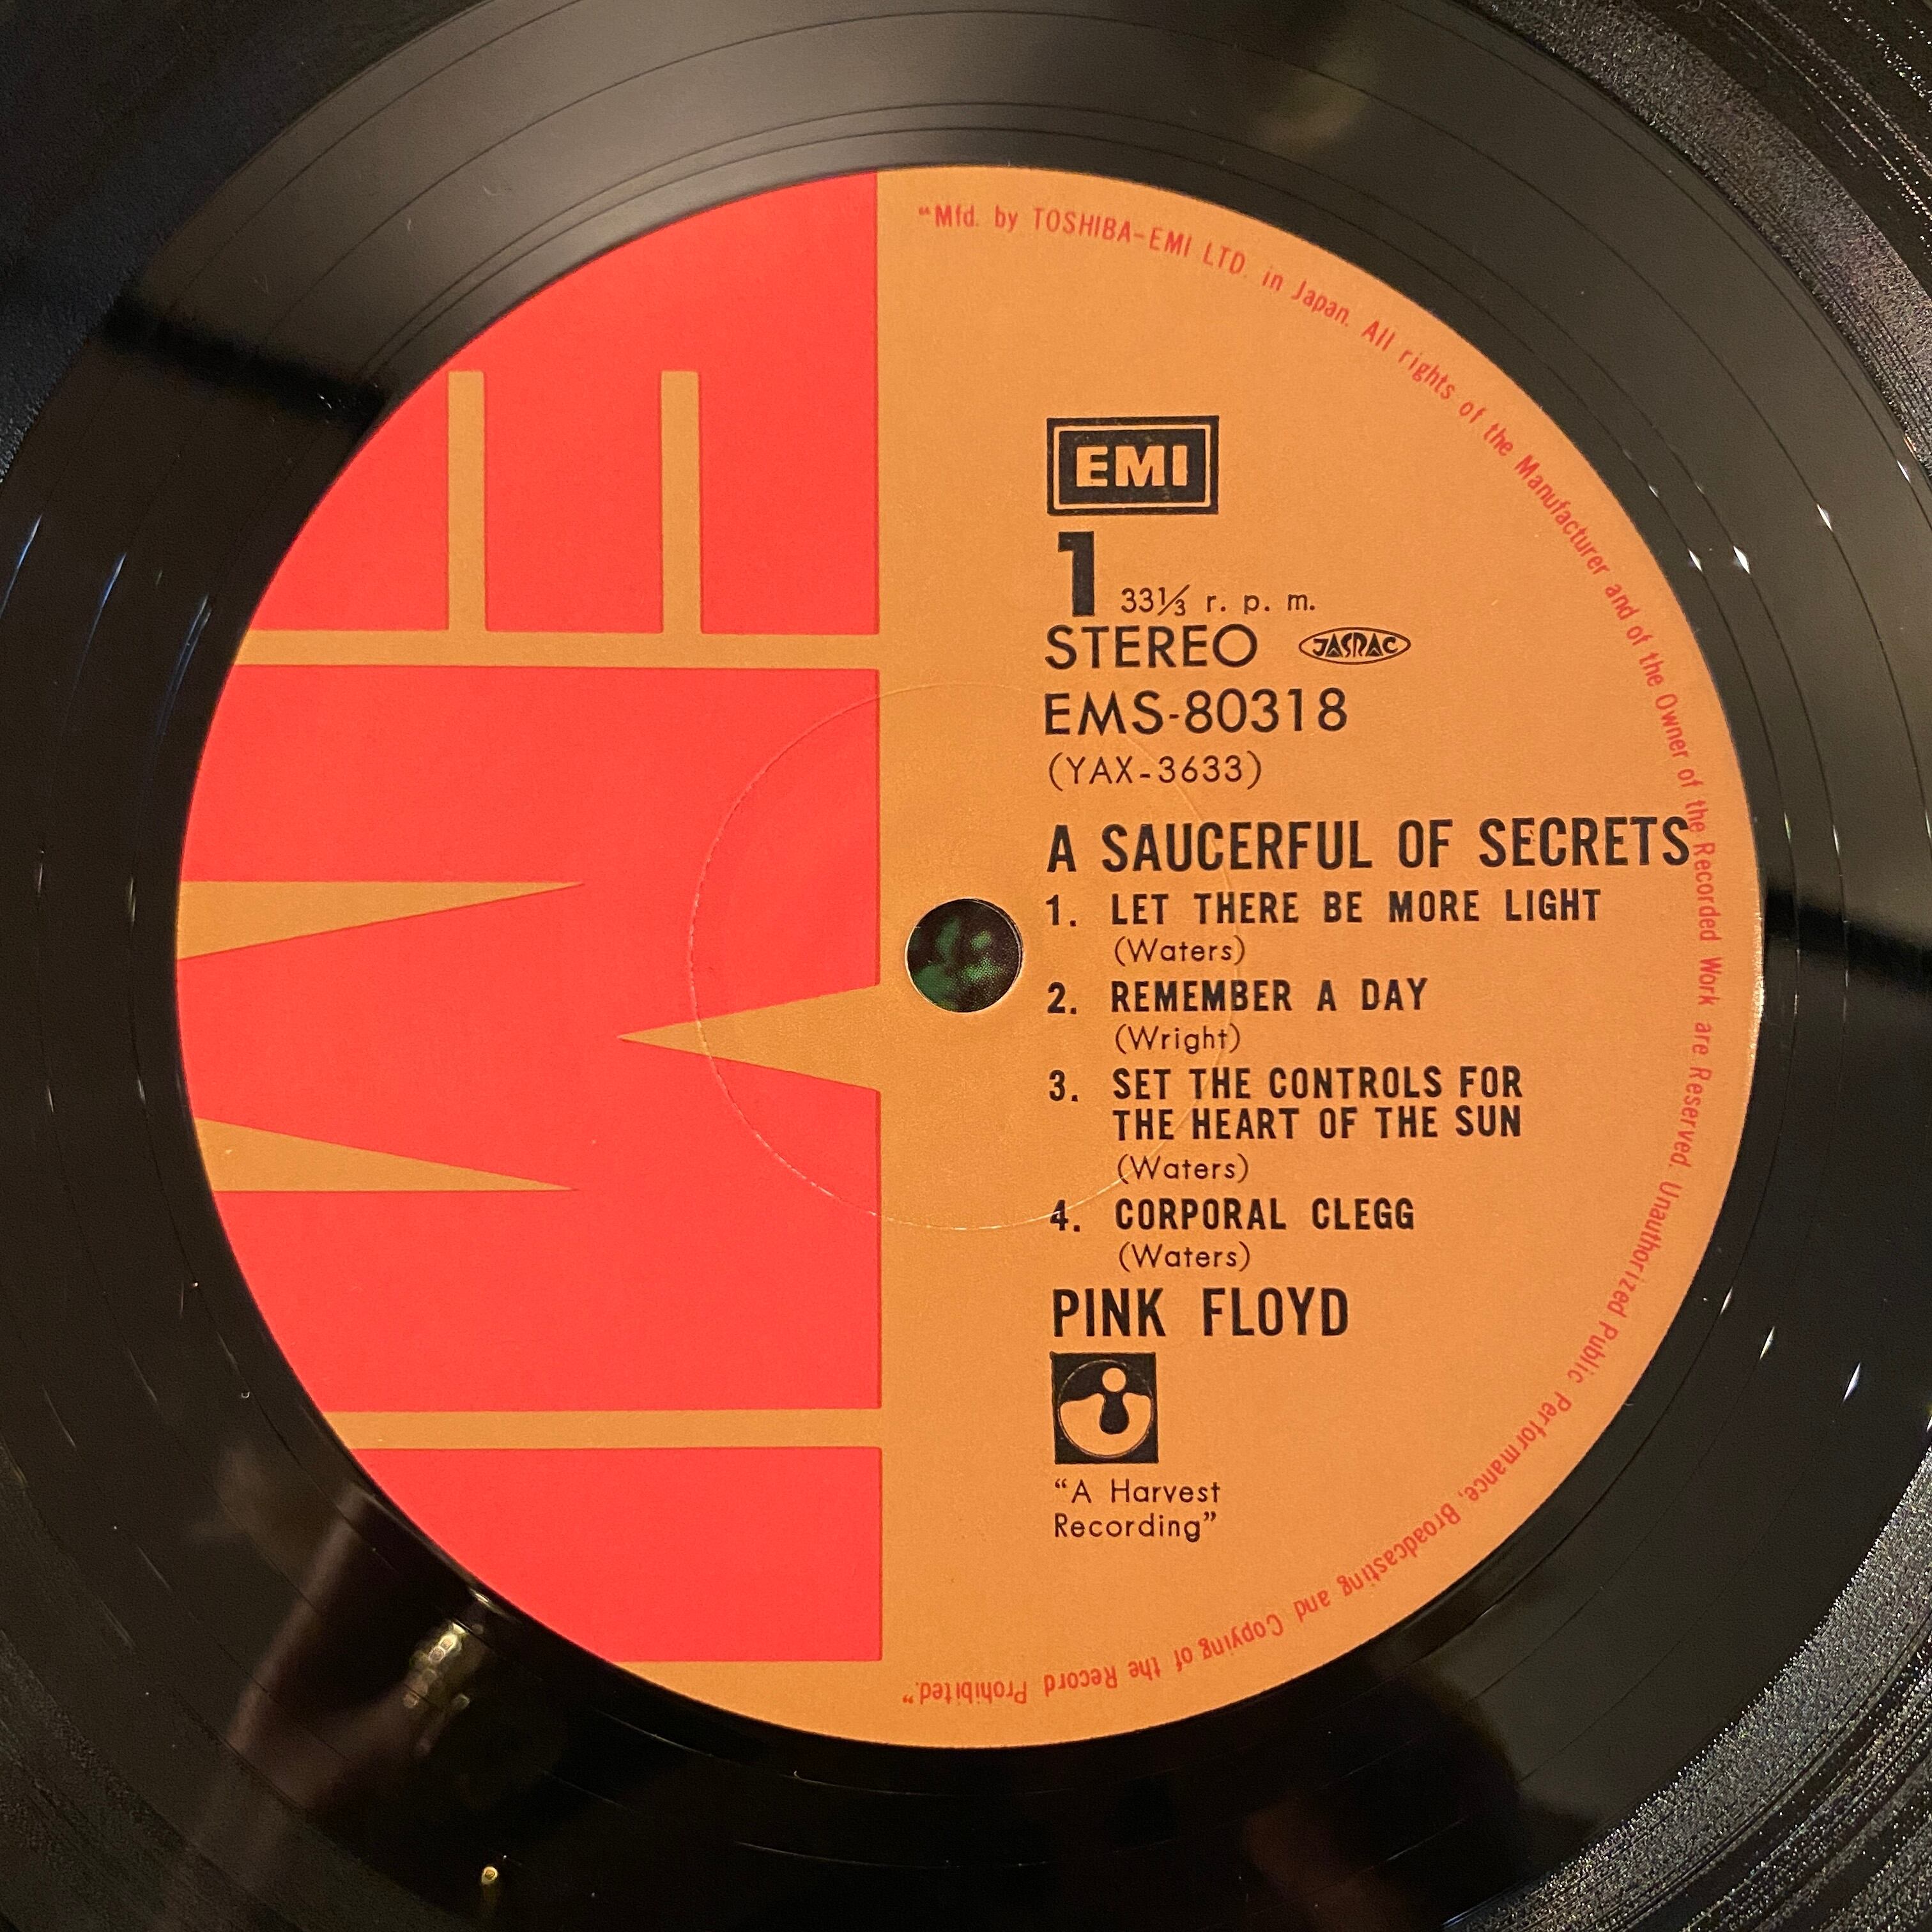 "Mfd. by TOSHIBA-EMI LTD. in Japan. All rights of the Manufacturer and of the Owner of the Recorded Work are Reserved. Unauthorized Public Performance, Broadcasting and Copying of the Record Prohibited."
EMI
1 33⅓ r. p. m.
STEREO JASRAC
EMS-80318
(YAX-3633)
A SAUCERFUL OF SECRETS
1. LET THERE BE MORE LIGHT
(Waters)
2. REMEMBER A DAY
(Wright)
3. SET THE CONTROLS FOR
THE HEART OF THE SUN
(Waters)
4. CORPORAL CLEGG
(Waters)
PINK FLOYD
“A Harvest
Recording”
EMI